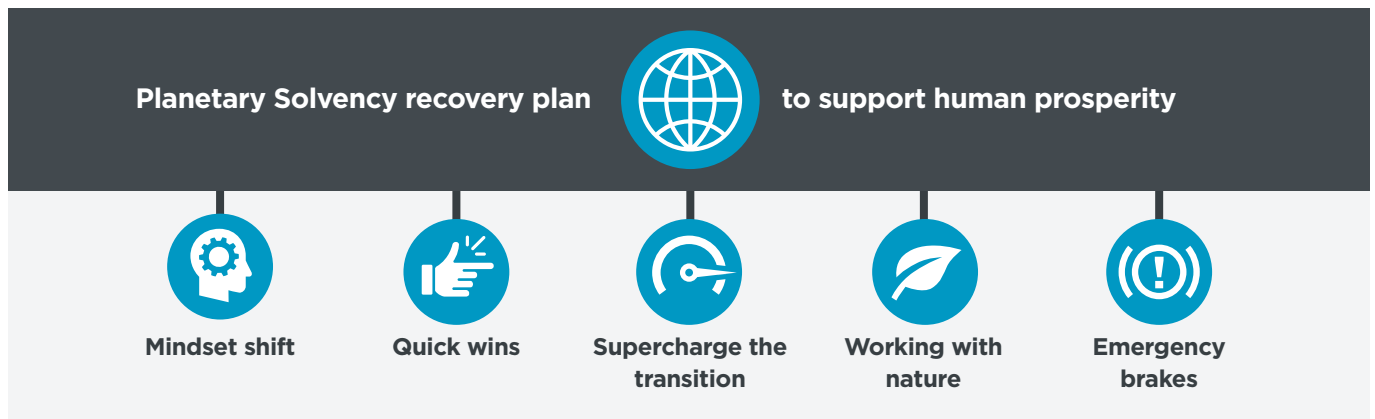 Planetary Solvency recovery plan to support human prosperity
Mindset shift
Quick wins
Supercharge the
transition
Working with
nature
Emergency
brakes